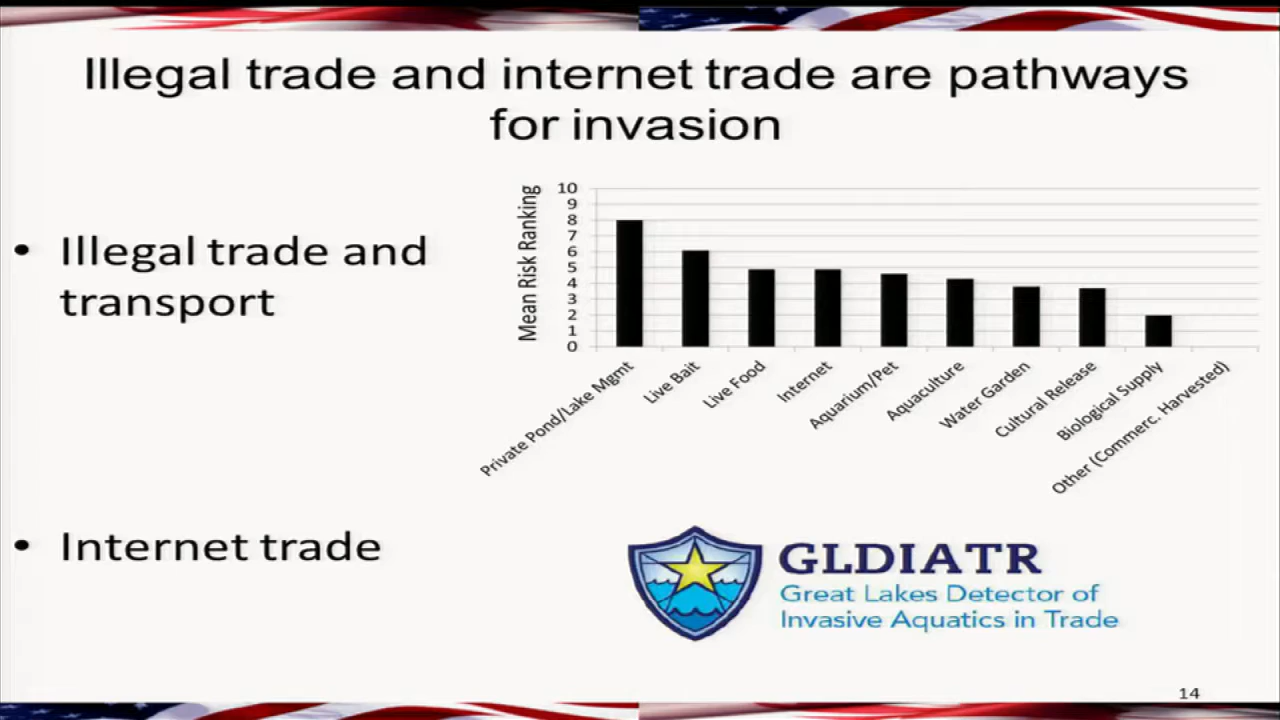 Illegal trade and internet trade are pathways
for invasion
• Illegal trade and
transport
Mean Risk Ranking
10
9
8
7
6
5
4
3
2
1
0
Private Pond/Lake Mgmt
Live Bait
Live Food
Internet
Aquarium/Pet
Aquaculture
Water Garden
Cultural Release
Biological Supply
Other (Commerc. Harvested)
• Internet trade
GLDIATR
Great Lakes Detector of
Invasive Aquatics in Trade
14